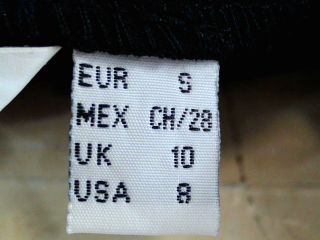 EUR S
MEX CH/28
UK 10
USA 8